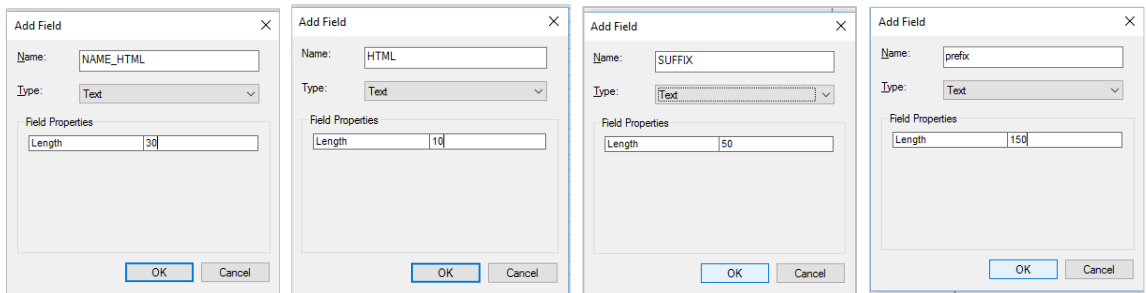 Add Field
Name: NAME_HTML
Type: Text
Field Properties
Length 30
OK Cancel
Add Field
Name: HTML
Type: Text
Field Properties
Length 10
OK Cancel
Add Field
Name: SUFFIX
Type: Text
Field Properties
Length 50
OK Cancel
Add Field
Name: prefix
Type: Text
Field Properties
Length 150
OK Cancel